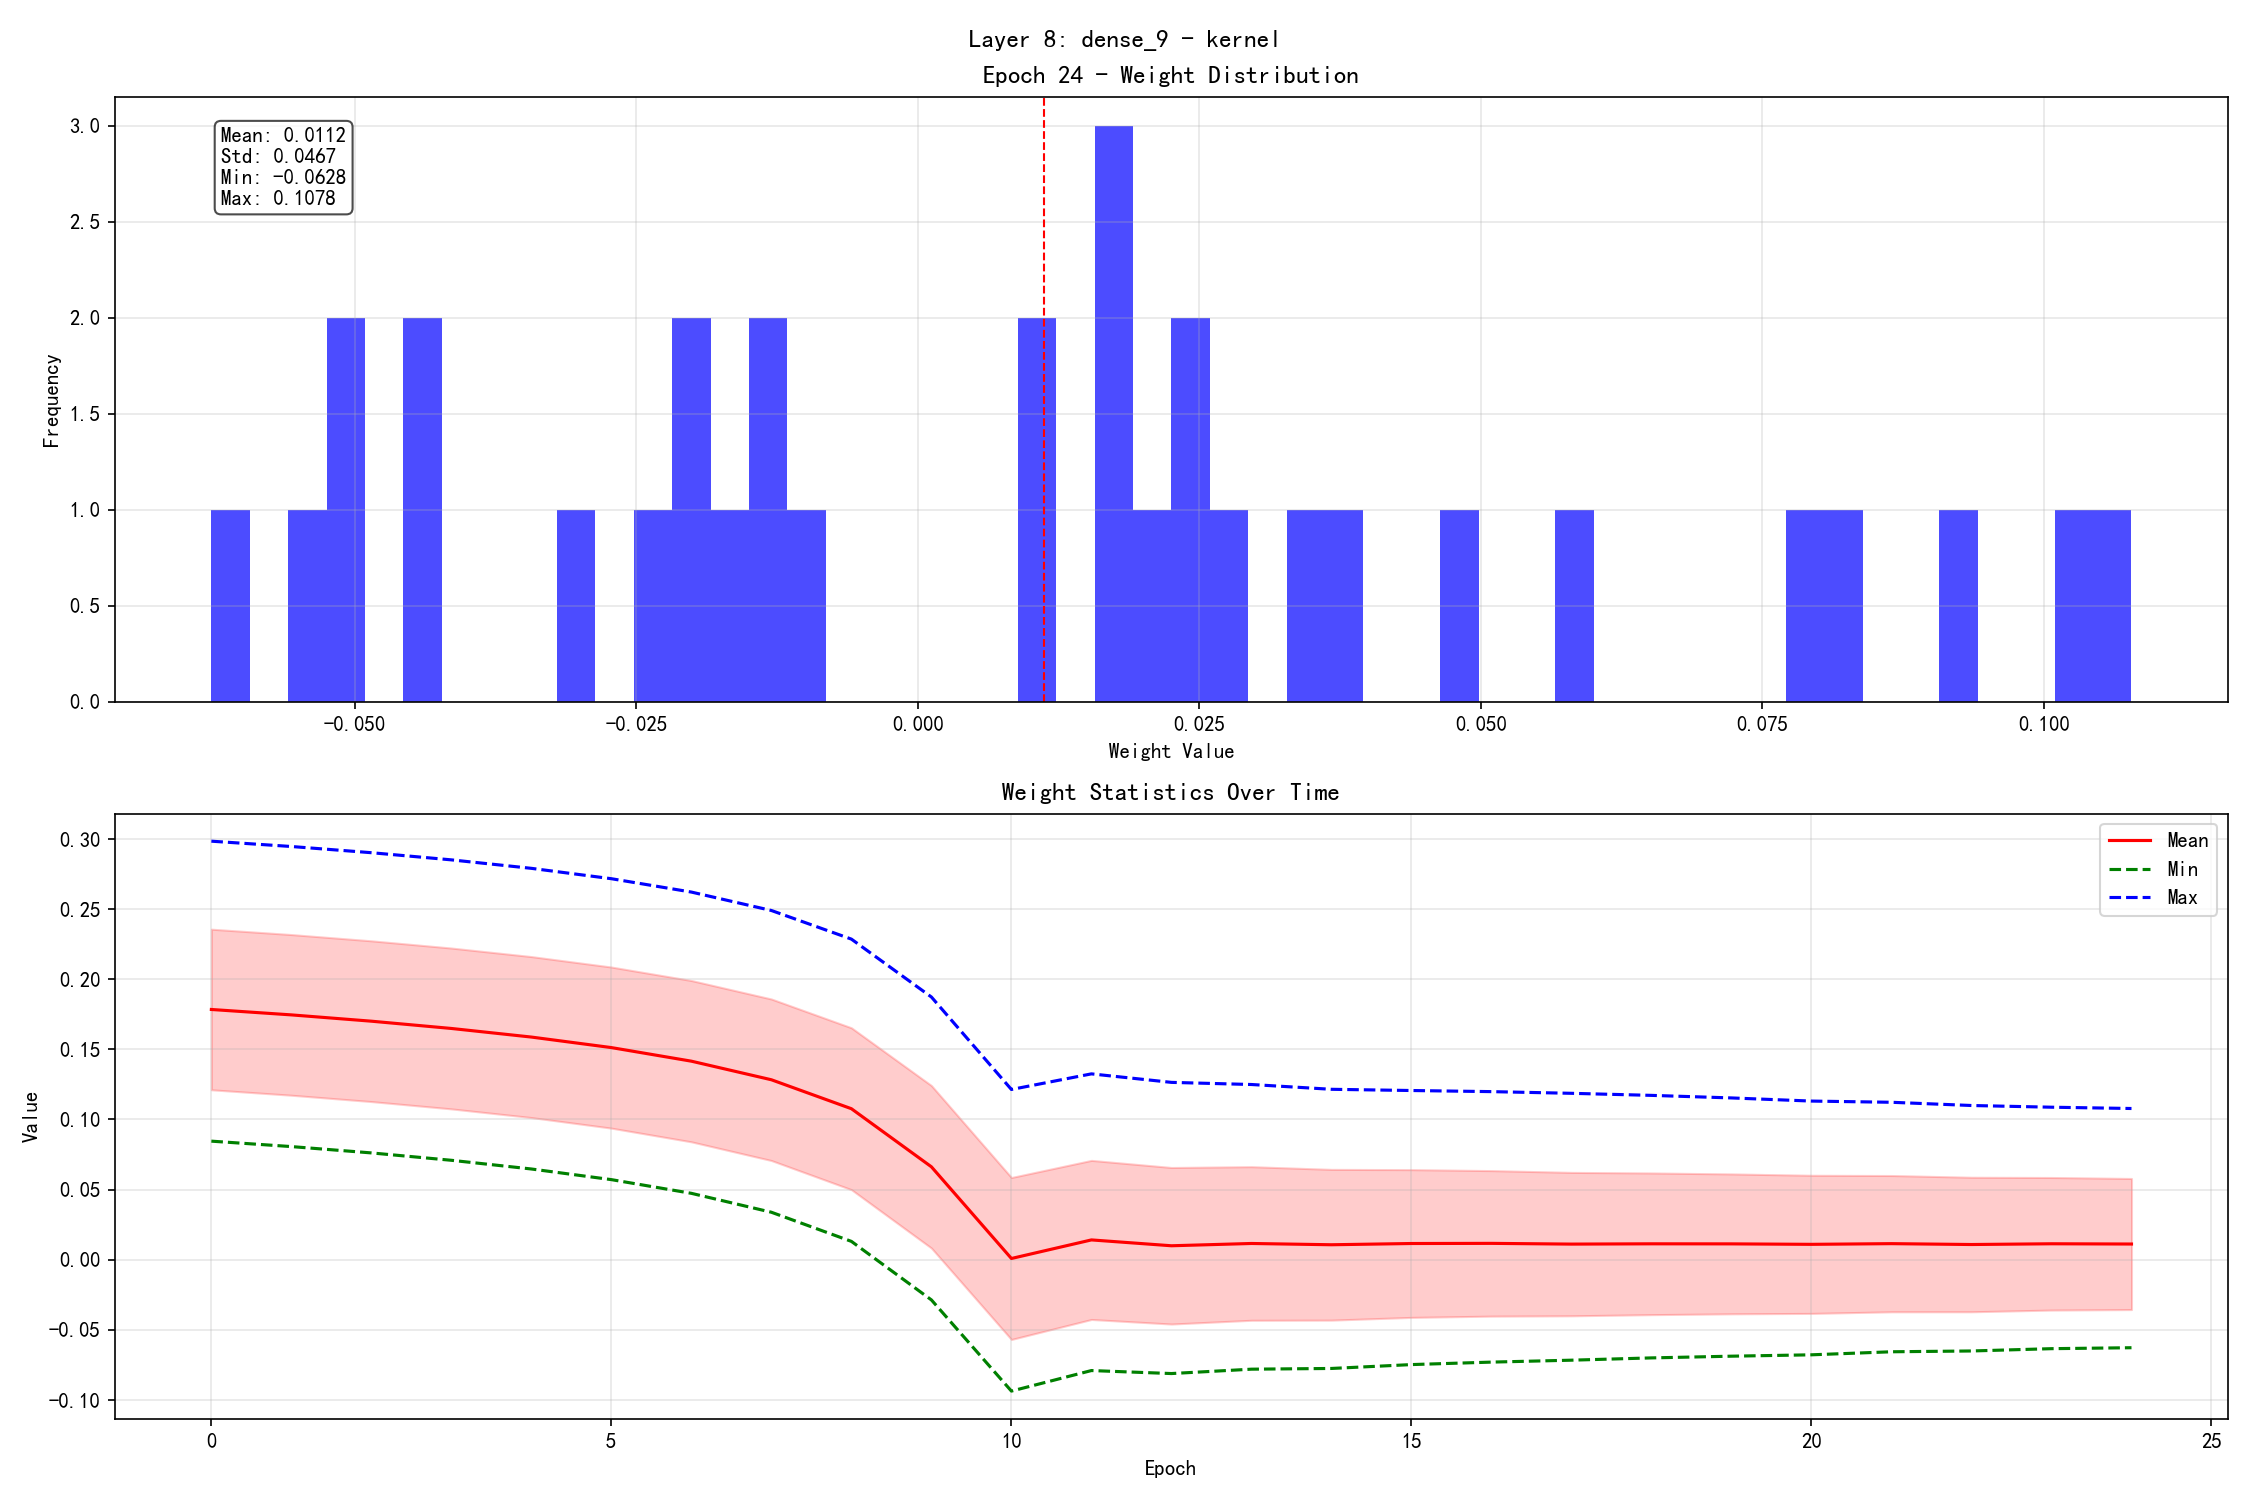 Layer 8: dense_9 - kernel
Epoch 24 - Weight Distribution
Mean: 0.0112
Std: 0.0467
Min: -0.0628
Max: 0.1078
3.0
2.5
2.0
1.5
1.0
0.5
0.0
Frequency
-0.050 -0.025 0.000 0.025 0.050 0.075 0.100
Weight Value
Weight Statistics Over Time
Mean
Min
Max
0.30
0.25
0.20
0.15
0.10
0.05
0.00
-0.05
-0.10
Value
0 5 10 15 20 25
Epoch